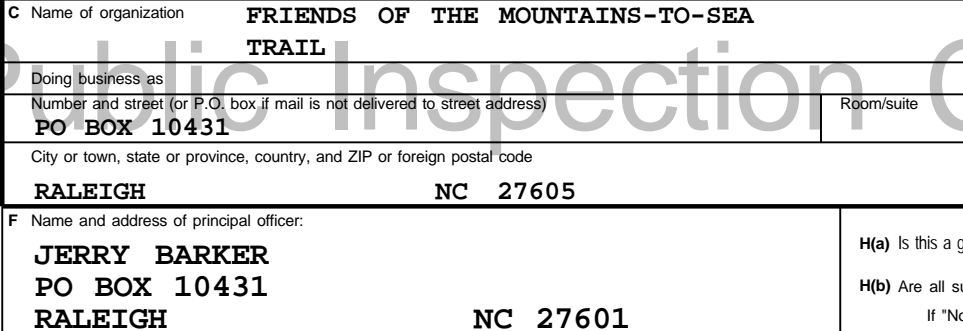 C Name of organization FRIENDS OF THE MOUNTAINS-TO-SEA
TRAIL
Public Inspection
Doing business as
Number and street (or P.O. box if mail is not delivered to street address) Room/suite
PO BOX 10431
City or town, state or province, country, and ZIP or foreign postal code
RALEIGH NC 27605
F Name and address of principal officer:
JERRY BARKER
PO BOX 10431
RALEIGH NC 27601
H(a) Is this a g
H(b) Are all su
If "No